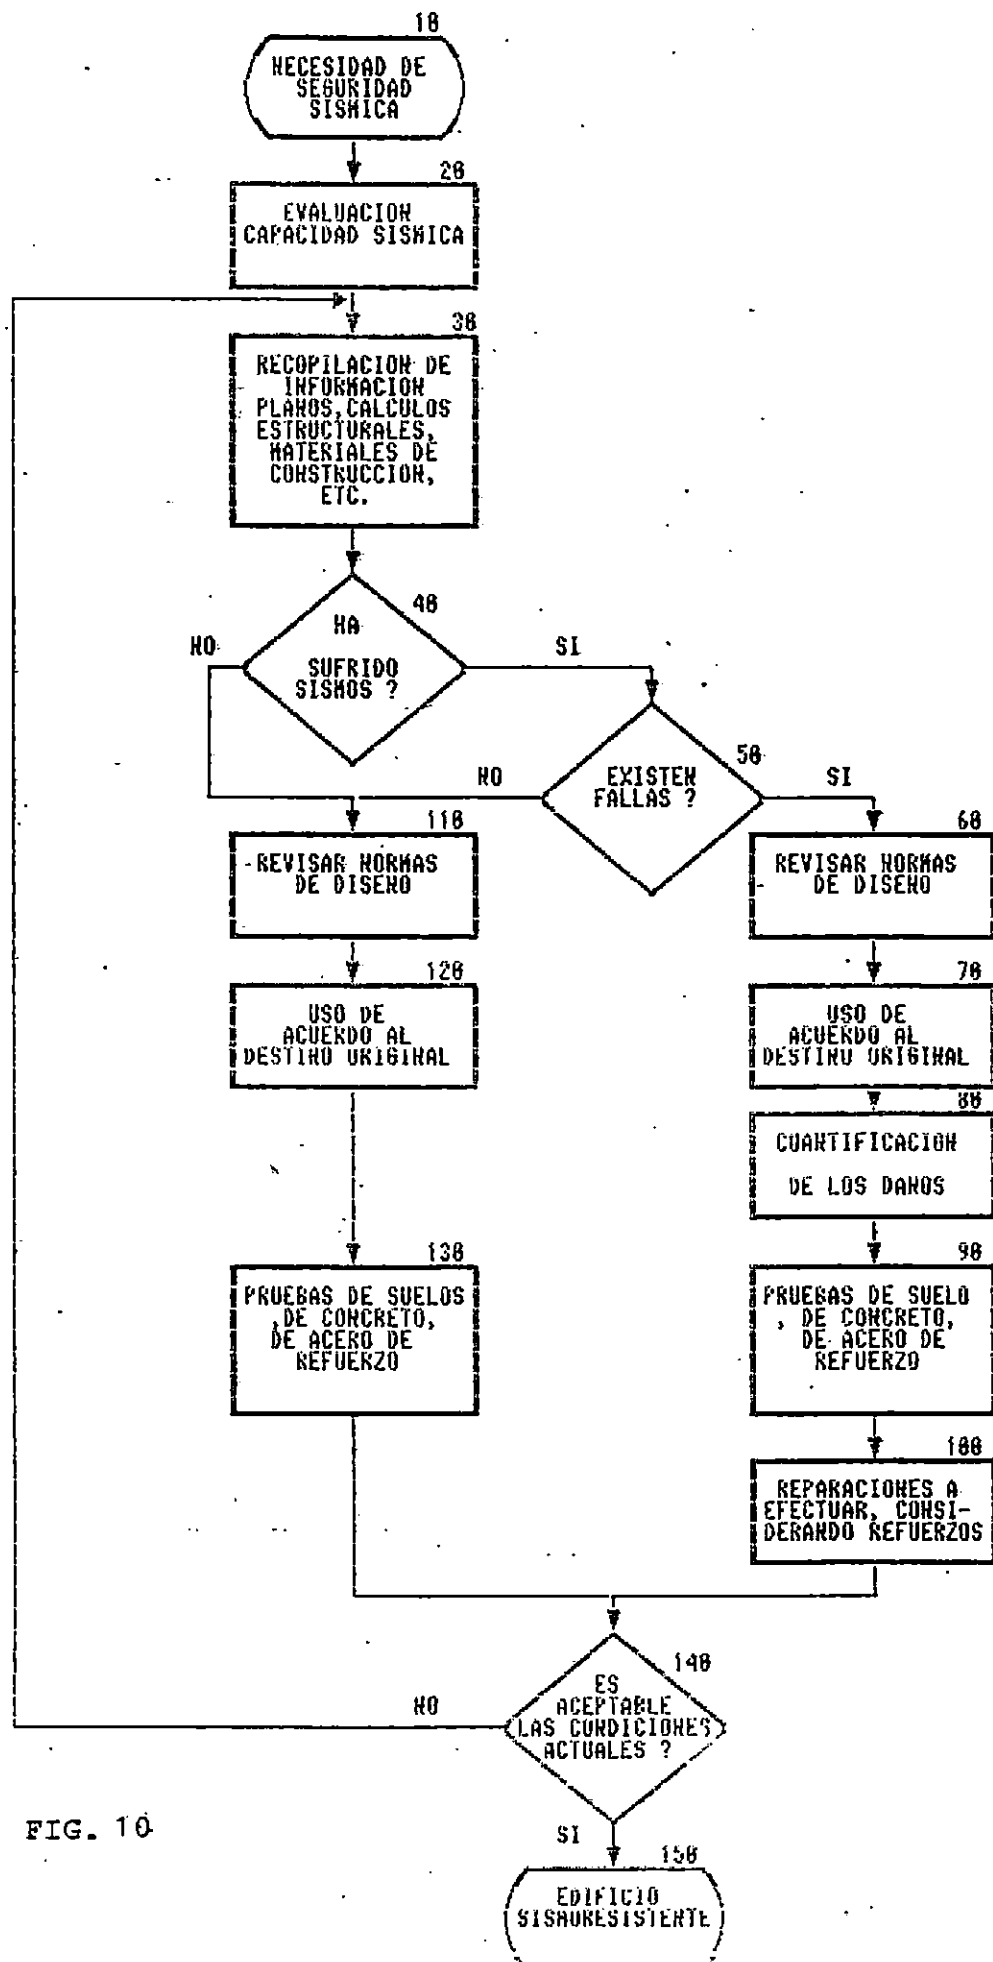 10
NECESIDAD DE
SEGURIDAD
SISMICA
20
EVALUACION
CAPACIDAD SISMICA
30
RECOPILACION DE
INFORMACION
PLANOS,CALCULOS
ESTRUCTURALES,
MATERIALES DE
CONSTRUCCION,
ETC.
40
HA
SUFRIDO
SISMOS ?
NO
SI
50
EXISTEN
FALLAS ?
NO
SI
110
REVISAR NORMAS
DE DISENO
60
REVISAR NORMAS
DE DISENO
120
USO DE
ACUERDO AL
DESTINO ORIGINAL
70
USO DE
ACUERDO AL
DESTINO ORIGINAL
80
CUANTIFICACION
DE LOS DANOS
130
PRUEBAS DE SUELOS
,DE CONCRETO,
DE ACERO DE
REFUERZO
90
PRUEBAS DE SUELO
, DE CONCRETO,
DE ACERO DE
REFUERZO
100
REPARACIONES A
EFECTUAR, CONSI-
DERANDO REFUERZOS
140
ES
ACEPTABLE
LAS CONDICIONES
ACTUALES ?
NO
SI
150
EDIFICIO
SISMORESISTENTE
FIG. 10